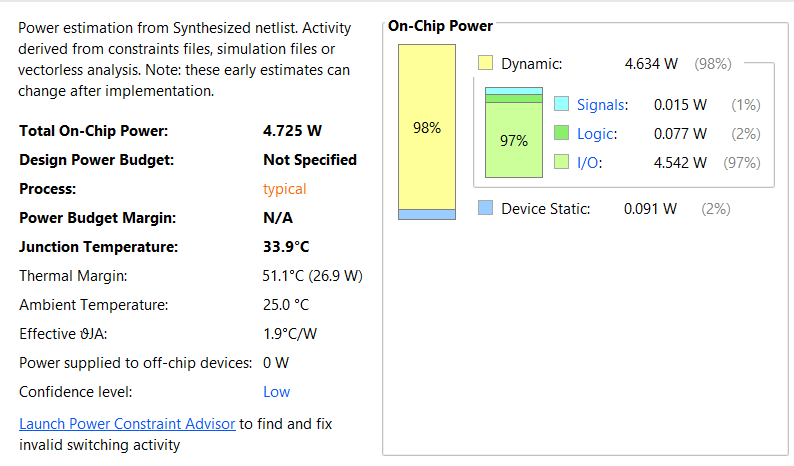 Power estimation from Synthesized netlist. Activity
derived from constraints files, simulation files or
vectorless analysis. Note: these early estimates can
change after implementation.
Total On-Chip Power: 4.725 W
Design Power Budget: Not Specified
Process: typical
Power Budget Margin: N/A
Junction Temperature: 33.9°C
Thermal Margin: 51.1°C (26.9 W)
Ambient Temperature: 25.0 °C
Effective ϑJA: 1.9°C/W
Power supplied to off-chip devices: 0 W
Confidence level: Low
Launch Power Constraint Advisor to find and fix
invalid switching activity
On-Chip Power
98%
Dynamic: 4.634 W (98%)
97%
Signals: 0.015 W (1%)
Logic: 0.077 W (2%)
I/O: 4.542 W (97%)
Device Static: 0.091 W (2%)